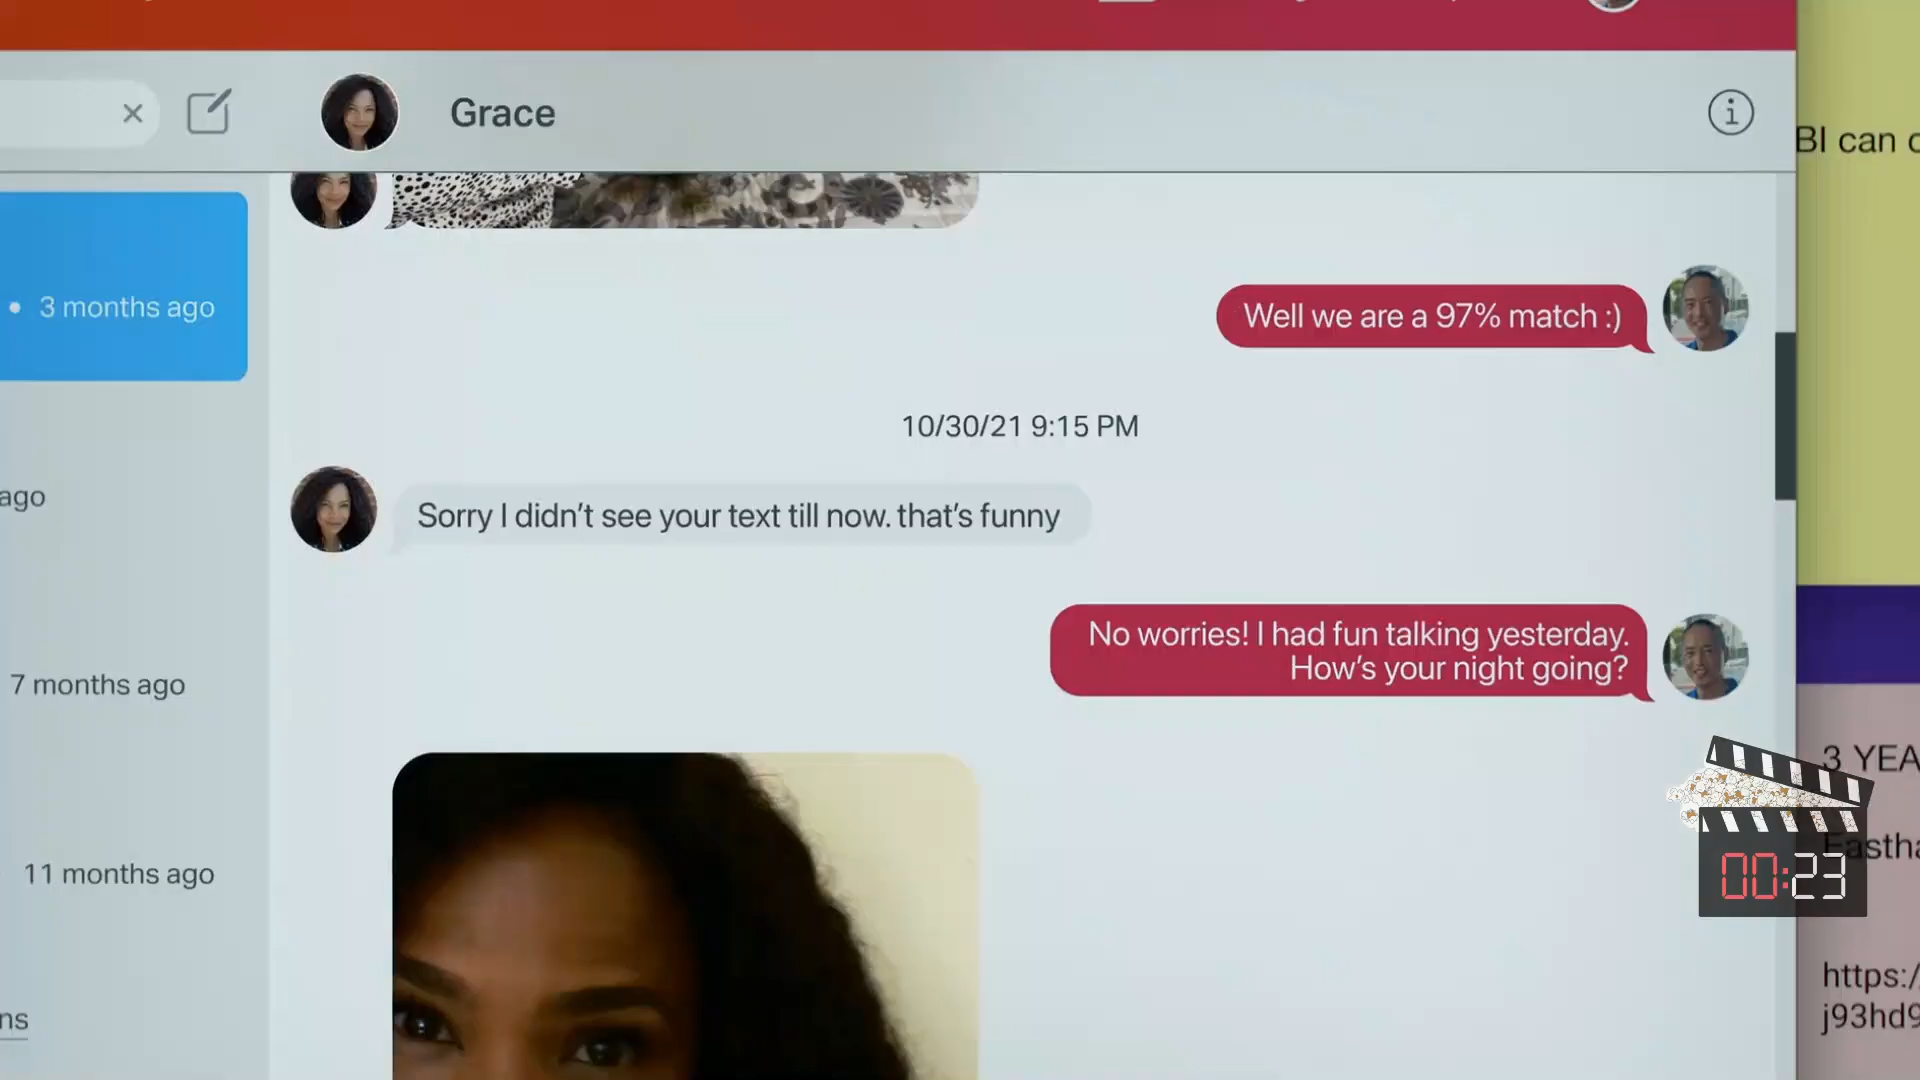 Grace
BI can
3 months ago
Well we are a 97% match :)
10/30/21 9:15 PM
ago
Sorry I didn't see your text till now. that's funny
No worries! I had fun talking yesterday.
How's your night going?
7 months ago
3 YEA
Eastha
11 months ago
00:23
https:/
j93hd9
ns